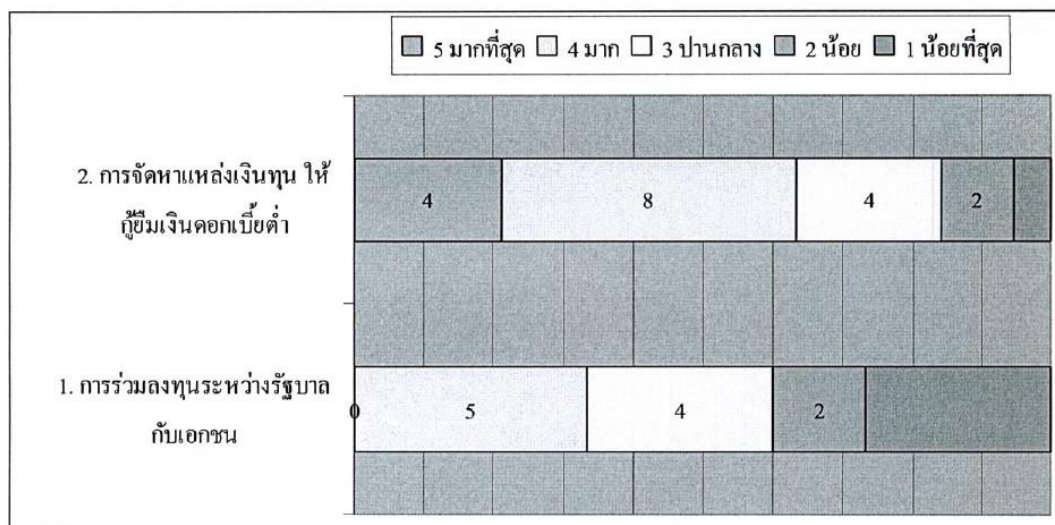 5 มากที่สุด 4 มาก 3 ปานกลาง 2 น้อย 1 น้อยที่สุด
2. การจัดหาแหล่งเงินทุน ให้
กู้ยืมเงินดอกเบี้ยต่ำ
4 8 4 2
1. การร่วมลงทุนระหว่างรัฐบาล
กับเอกชน
0 5 4 2